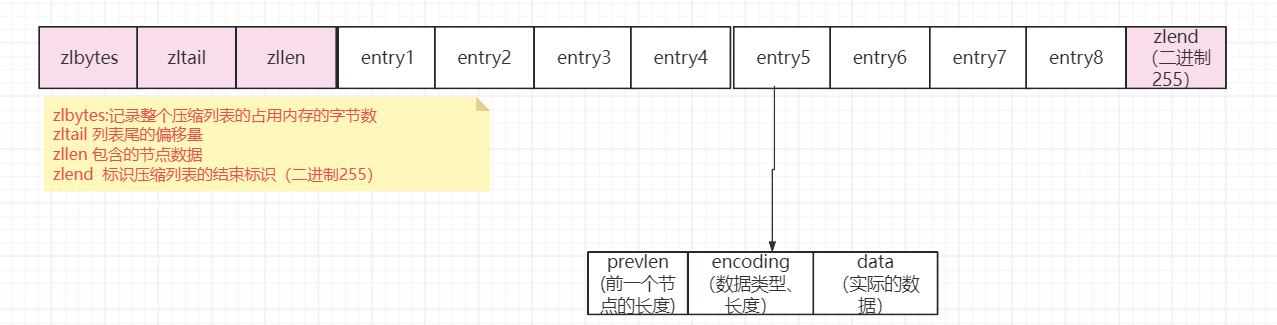 zlbytes
zltail
zllen
entry1
entry2
entry3
entry4
entry5
entry6
entry7
entry8
zlend
（二进制
255）
zlbytes:记录整个压缩列表的占用内存的字节数
zltail 列表尾的偏移量
zllen 包含的节点数据
zlend  标识压缩列表的结束标识（二进制255）
prevlen
(前一个节
点的长度)
encoding
（数据类型、
长度）
data
（实际的数
据）